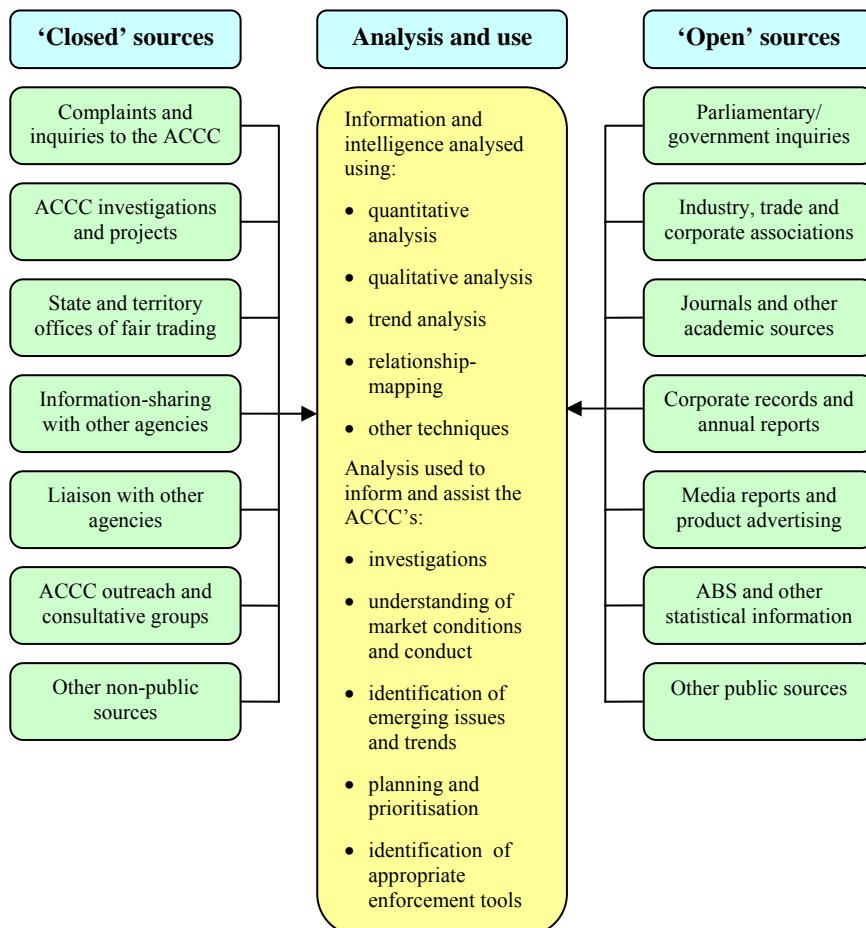 ‘Closed’ sources
Complaints and
inquiries to the ACCC
ACCC investigations
and projects
State and territory
offices of fair trading
Information-sharing
with other agencies
Liaison with other
agencies
ACCC outreach and
consultative groups
Other non-public
sources
Analysis and use
Information and
intelligence analysed
using:
• quantitative
analysis
• qualitative analysis
• trend analysis
• relationship-
mapping
• other techniques
Analysis used to
inform and assist the
ACCC’s:
• investigations
• understanding of
market conditions
and conduct
• identification of
emerging issues
and trends
• planning and
prioritisation
• identification of
appropriate
enforcement tools
‘Open’ sources
Parliamentary/
government inquiries
Industry, trade and
corporate associations
Journals and other
academic sources
Corporate records and
annual reports
Media reports and
product advertising
ABS and other
statistical information
Other public sources